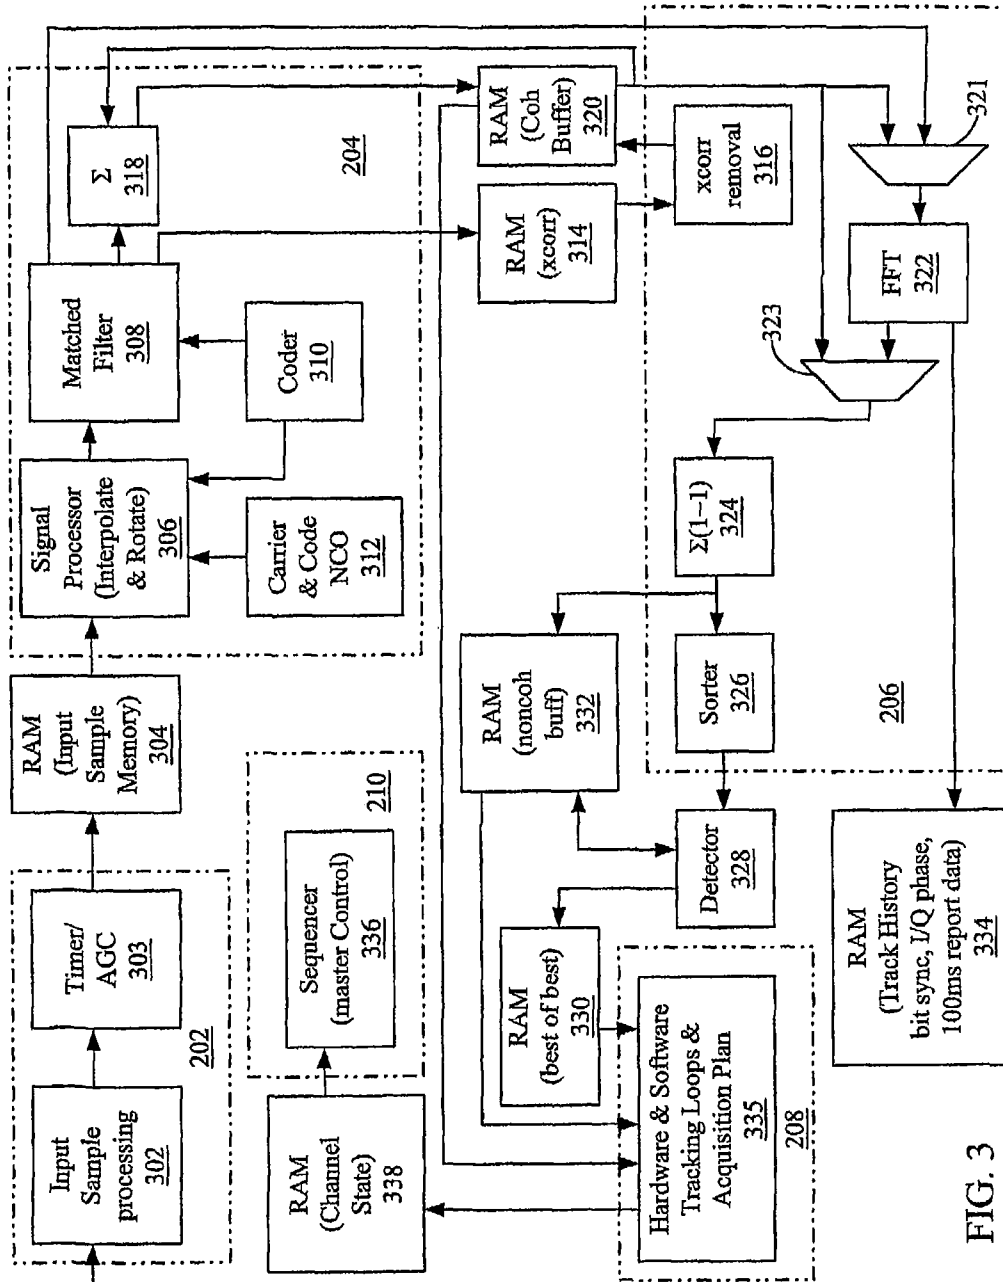 Input
Sample
processing
302
Timer/
AGC
303
202
RAM
(Input
Sample
Memory)
304
Signal
Processor
(Interpolate
& Rotate)
306
Matched
Filter
308
Σ
318
Carrier
& Code
NCO
312
Coder
310
204
RAM
(Channel
State)
338
Sequencer
(master Control)
336
210
RAM
(noncoh
buff)
332
RAM
(xcorr)
314
RAM
(Coh
Buffer)
320
xcorr
removal
316
RAM
(best of best)
330
Detector
328
Sorter
326
Σ(1-1)
324
323
FFT
322
321
206
Hardware & Software
Tracking Loops &
Acquisition Plan
335
208
RAM
(Track History
bit sync, I/Q phase,
100ms report data)
334
FIG. 3